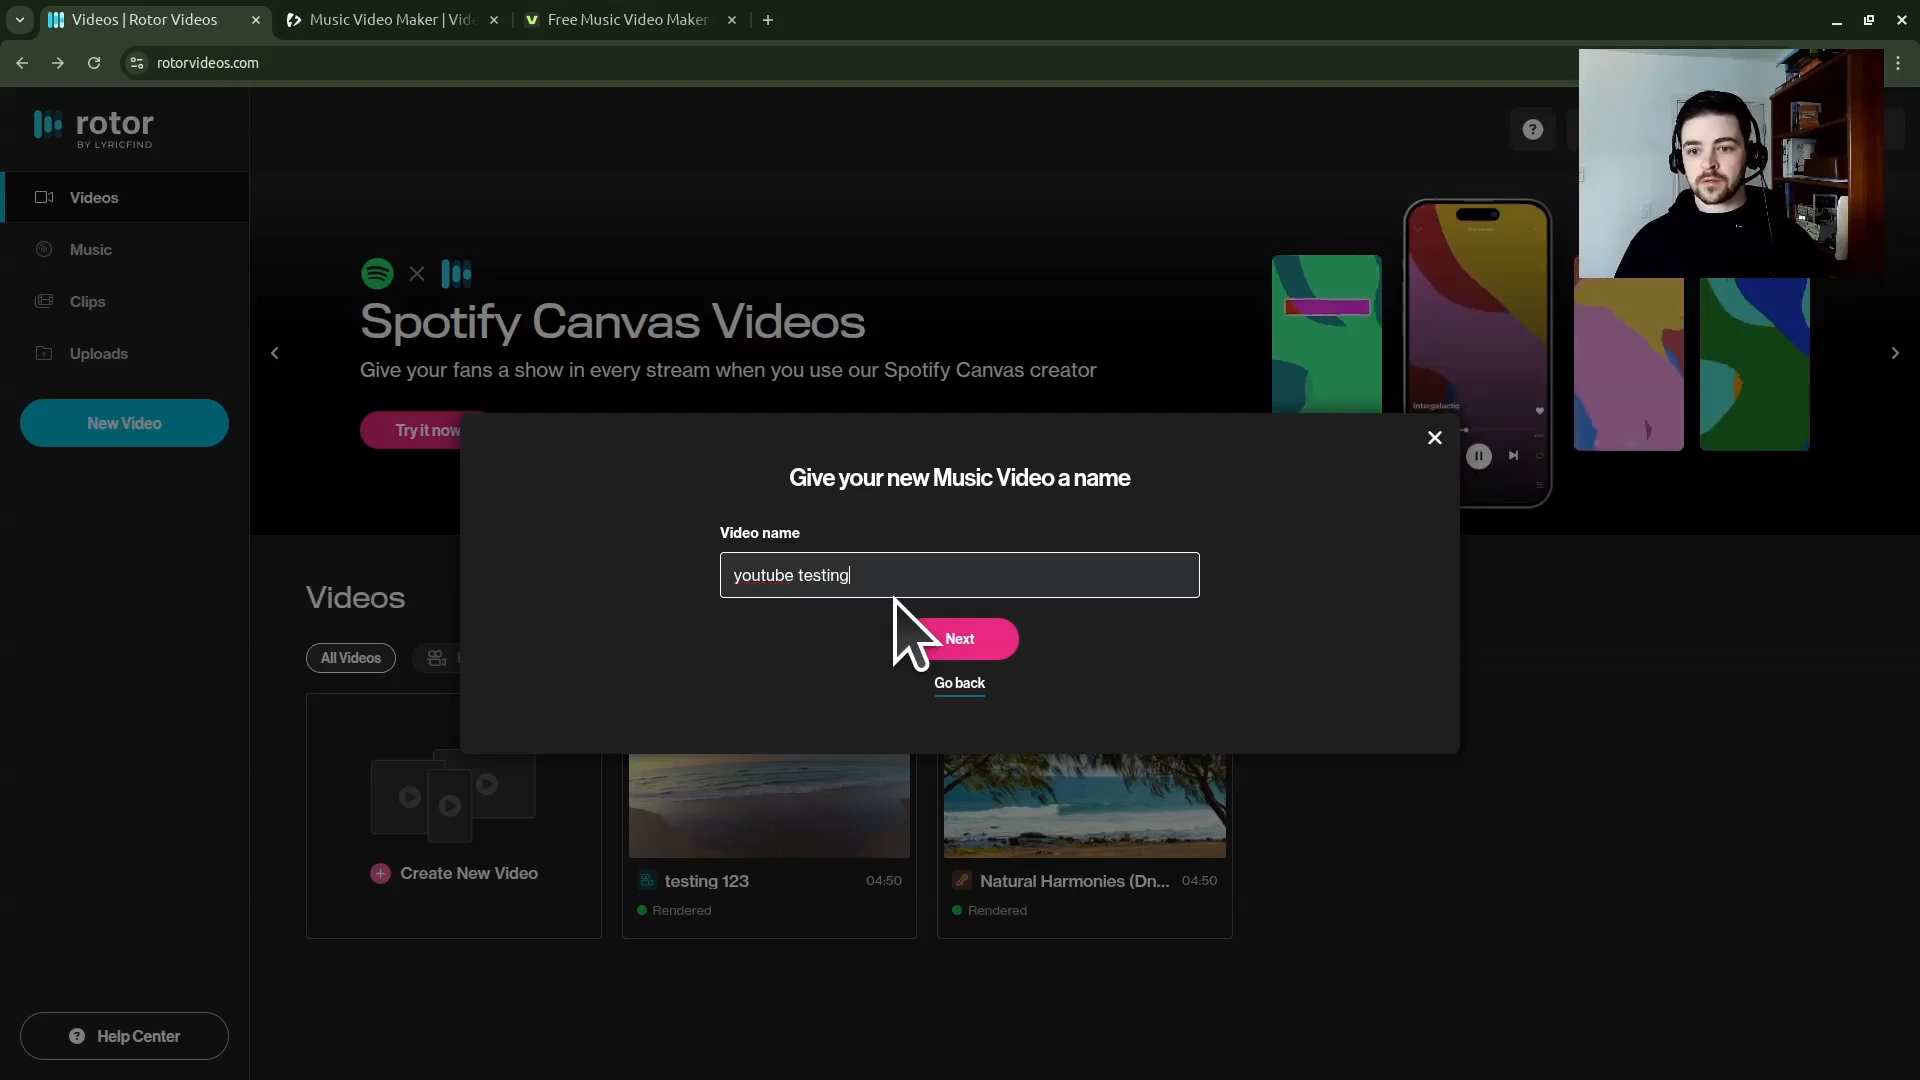 Videos | Rotor Videos
Music Video Maker | Vide
Free Music Video Maker
rotorvideos.com
rotor
BY LYRICFIND
Videos
Music
Clips
Uploads
New Video
Help Center
Spotify Canvas Videos
Give your fans a show in every stream when you use our Spotify Canvas creator
Try it now
Intergalactic
Give your new Music Video a name
Video name
youtube testing
Next
Go back
Videos
All Videos
Create New Video
testing 123
04:50
Rendered
Natural Harmonies (Dn...
04:50
Rendered